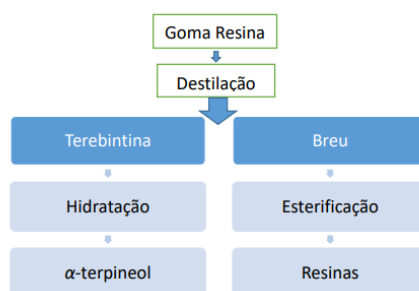 Goma Resina
Destilação
Terebintina
Breu
Hidratação
Esterificação
α-terpineol
Resinas